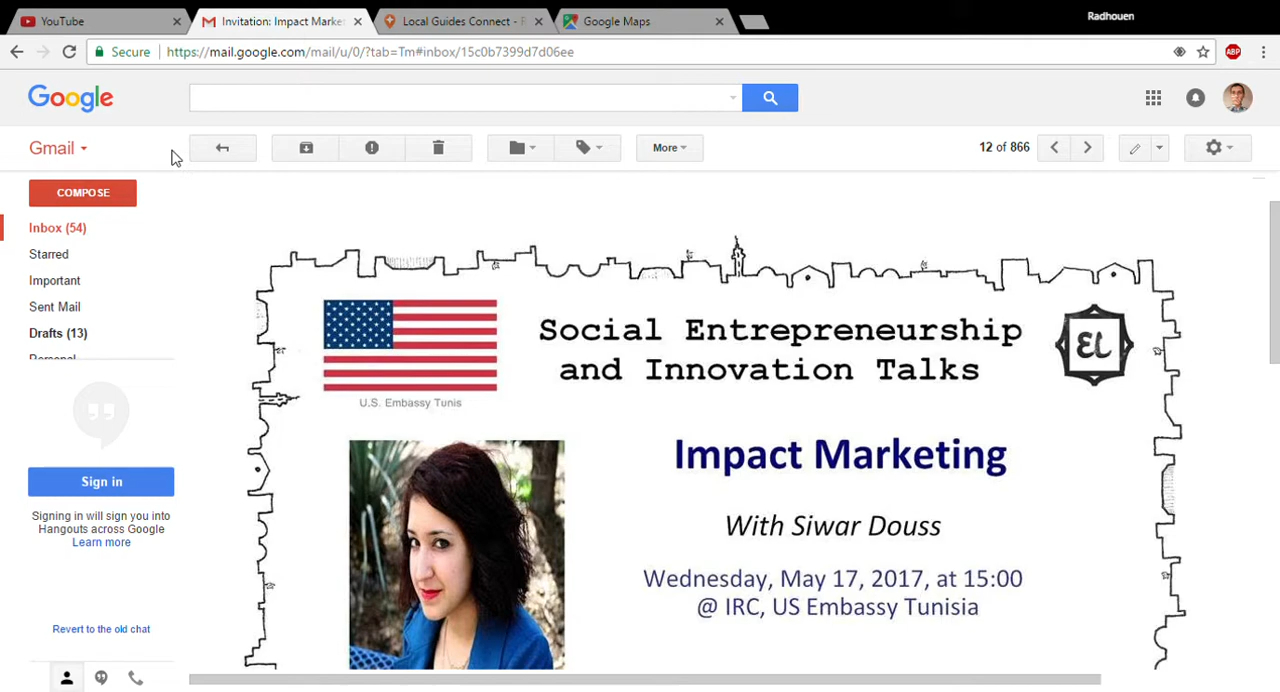 Radhouen
YouTube
Invitation: Impact Market
Local Guides Connect - R
Google Maps
Secure
https://mail.google.com/mail/u/0/?tab=Tm#inbox/15c0b7399d7d06ee
ABP
Google
Gmail
More
12 of 866
COMPOSE
Inbox (54)
Starred
Important
Sent Mail
Drafts (13)
Personal
Sign in
Signing in will sign you into
Hangouts across Google
Learn more
Revert to the old chat
U.S. Embassy Tunis
Social Entrepreneurship
and Innovation Talks
EL
Impact Marketing
With Siwar Douss
Wednesday, May 17, 2017, at 15:00
@ IRC, US Embassy Tunisia